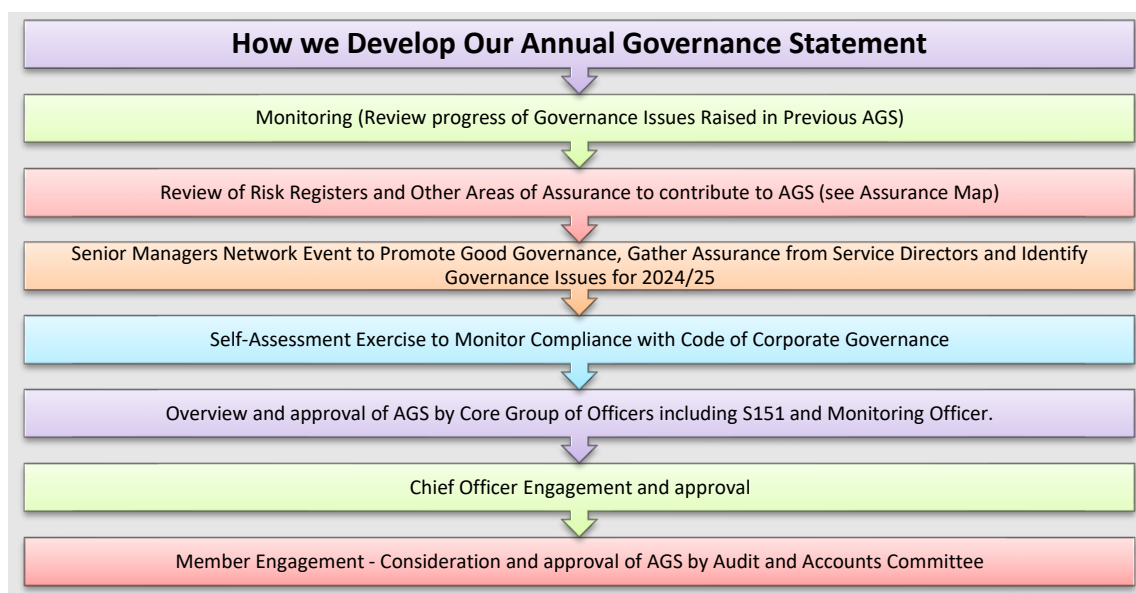 How we Develop Our Annual Governance Statement
Monitoring (Review progress of Governance Issues Raised in Previous AGS)
Review of Risk Registers and Other Areas of Assurance to contribute to AGS (see Assurance Map)
Senior Managers Network Event to Promote Good Governance, Gather Assurance from Service Directors and Identify
Governance Issues for 2024/25
Self-Assessment Exercise to Monitor Compliance with Code of Corporate Governance
Overview and approval of AGS by Core Group of Officers including S151 and Monitoring Officer.
Chief Officer Engagement and approval
Member Engagement - Consideration and approval of AGS by Audit and Accounts Committee